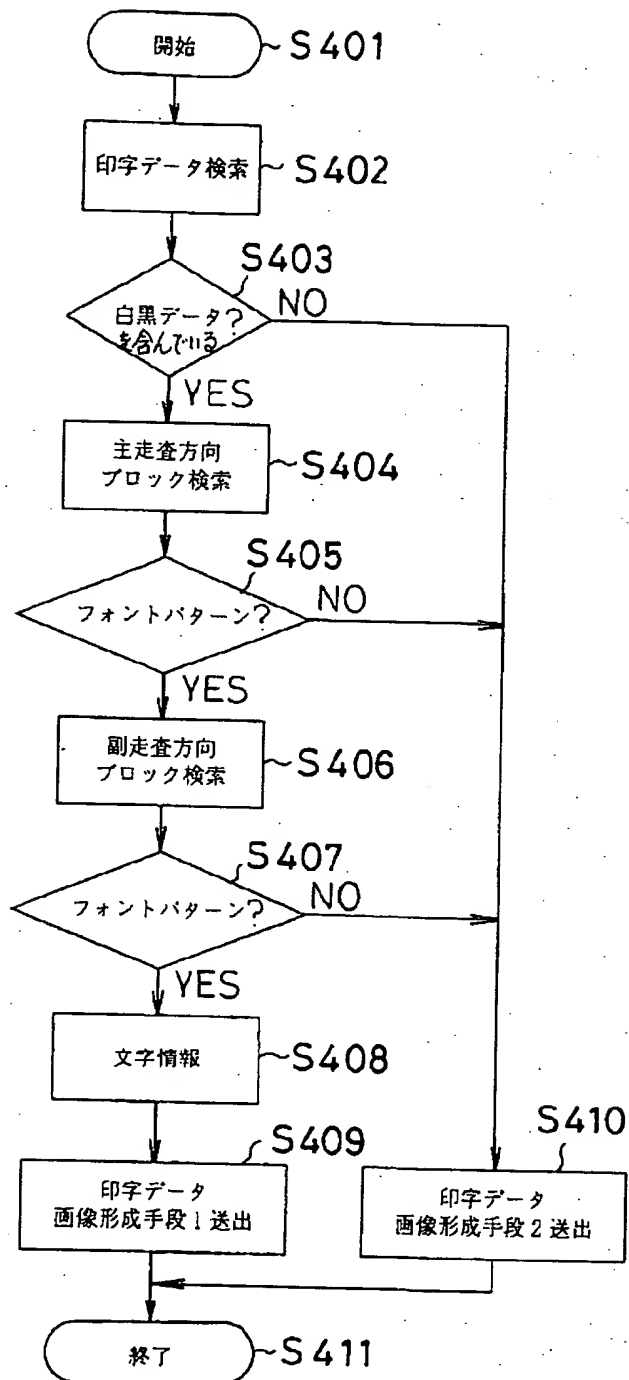 開始
S401
印字データ検索
S402
S403
白黒データ?
を含んでいる
NO
YES
主走査方向
ブロック検索
S404
S405
フォントパターン?
NO
YES
副走査方向
ブロック検索
S406
S407
フォントパターン?
NO
YES
文字情報
S408
S409
印字データ
画像形成手段1送出
S410
印字データ
画像形成手段2送出
終了
S411